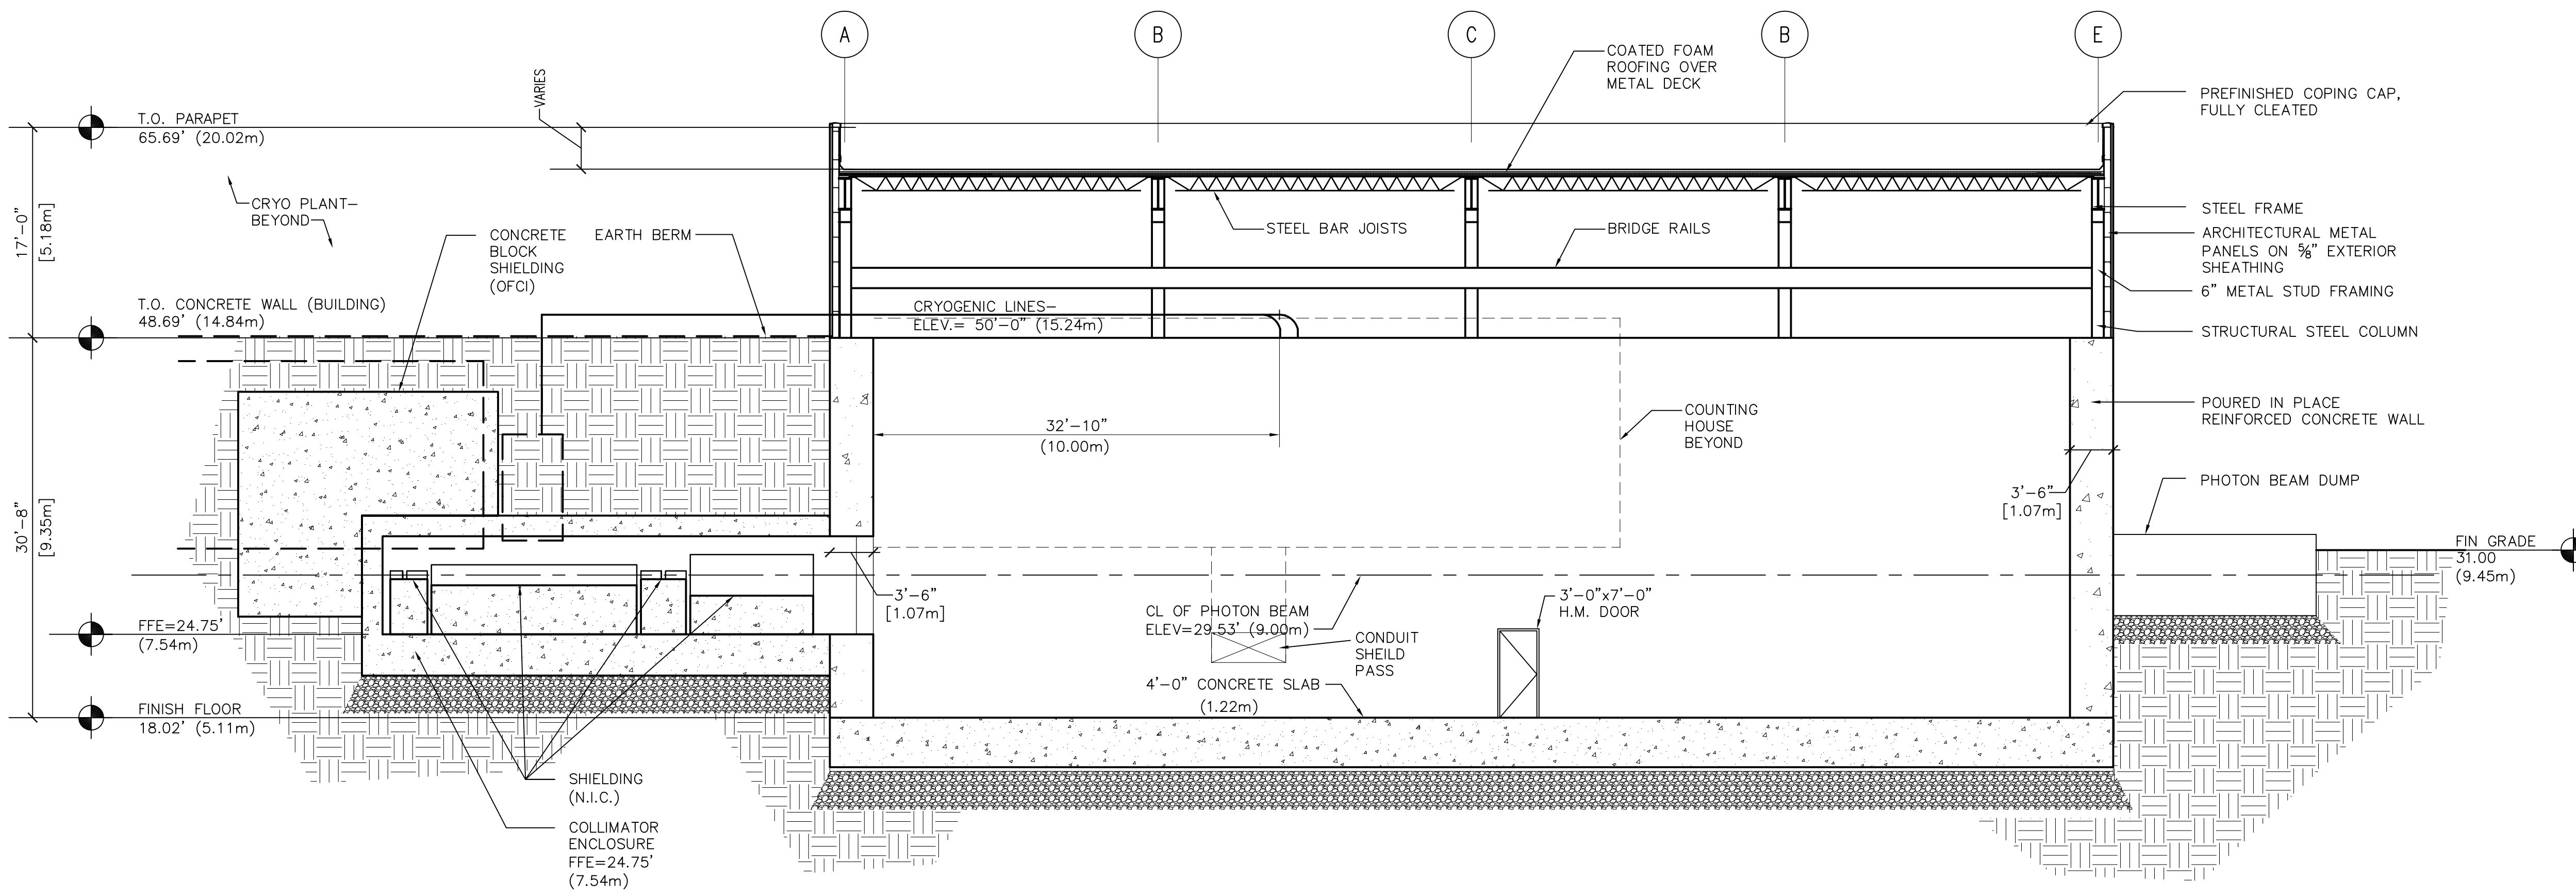 A
B
C
B
E
COATED FOAM
ROOFING OVER
METAL DECK
PREFINISHED COPING CAP,
FULLY CLEATED
VARIES
T.O. PARAPET
65.69' (20.02m)
CRYO PLANT–
BEYOND
17'–0"
[5.18m]
CONCRETE
BLOCK
SHIELDING
(OFCI)
EARTH BERM
STEEL BAR JOISTS
BRIDGE RAILS
STEEL FRAME
ARCHITECTURAL METAL
PANELS ON ⅝" EXTERIOR
SHEATHING
6" METAL STUD FRAMING
STRUCTURAL STEEL COLUMN
T.O. CONCRETE WALL (BUILDING)
48.69' (14.84m)
CRYOGENIC LINES–
ELEV.= 50'–0" (15.24m)
32'–10"
(10.00m)
COUNTING
HOUSE
BEYOND
POURED IN PLACE
REINFORCED CONCRETE WALL
3'–6"
[1.07m]
PHOTON BEAM DUMP
30'–8"
[9.35m]
FIN GRADE
31.00
(9.45m)
3'–6"
[1.07m]
CL OF PHOTON BEAM
ELEV=29.53' (9.00m)
3'–0"x7'–0"
H.M. DOOR
CONDUIT
SHEILD
PASS
FFE=24.75'
(7.54m)
4'–0" CONCRETE SLAB
(1.22m)
FINISH FLOOR
18.02' (5.11m)
SHIELDING
(N.I.C.)
COLLIMATOR
ENCLOSURE
FFE=24.75'
(7.54m)